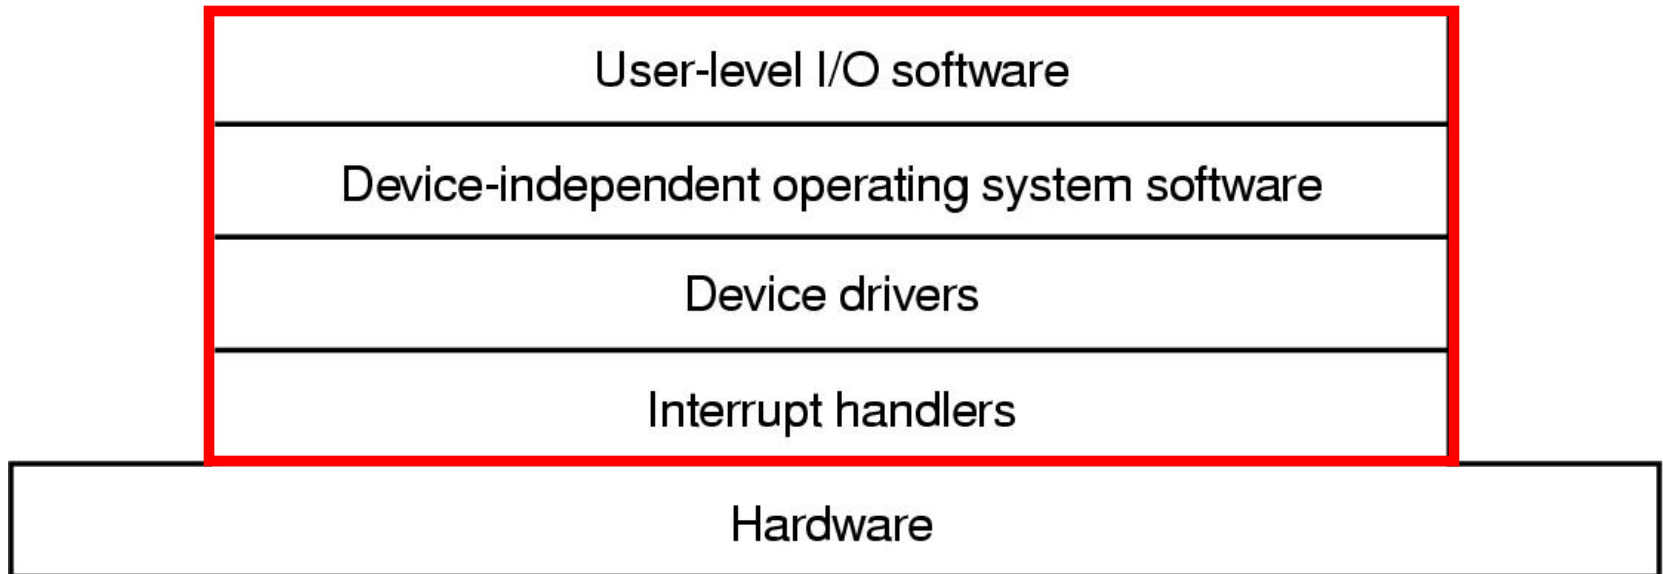 User-level I/O software
Device-independent operating system software
Device drivers
Interrupt handlers
Hardware